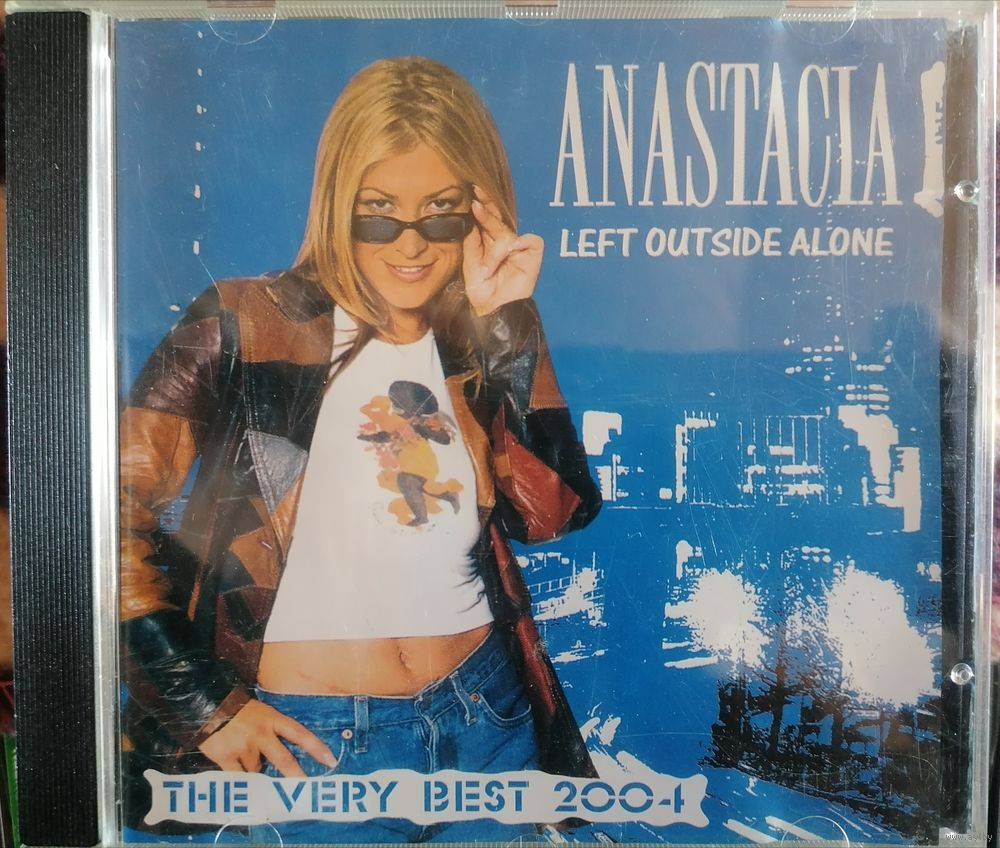 ANASTACIA
LEFT OUTSIDE ALONE
THE VERY BEST 2004